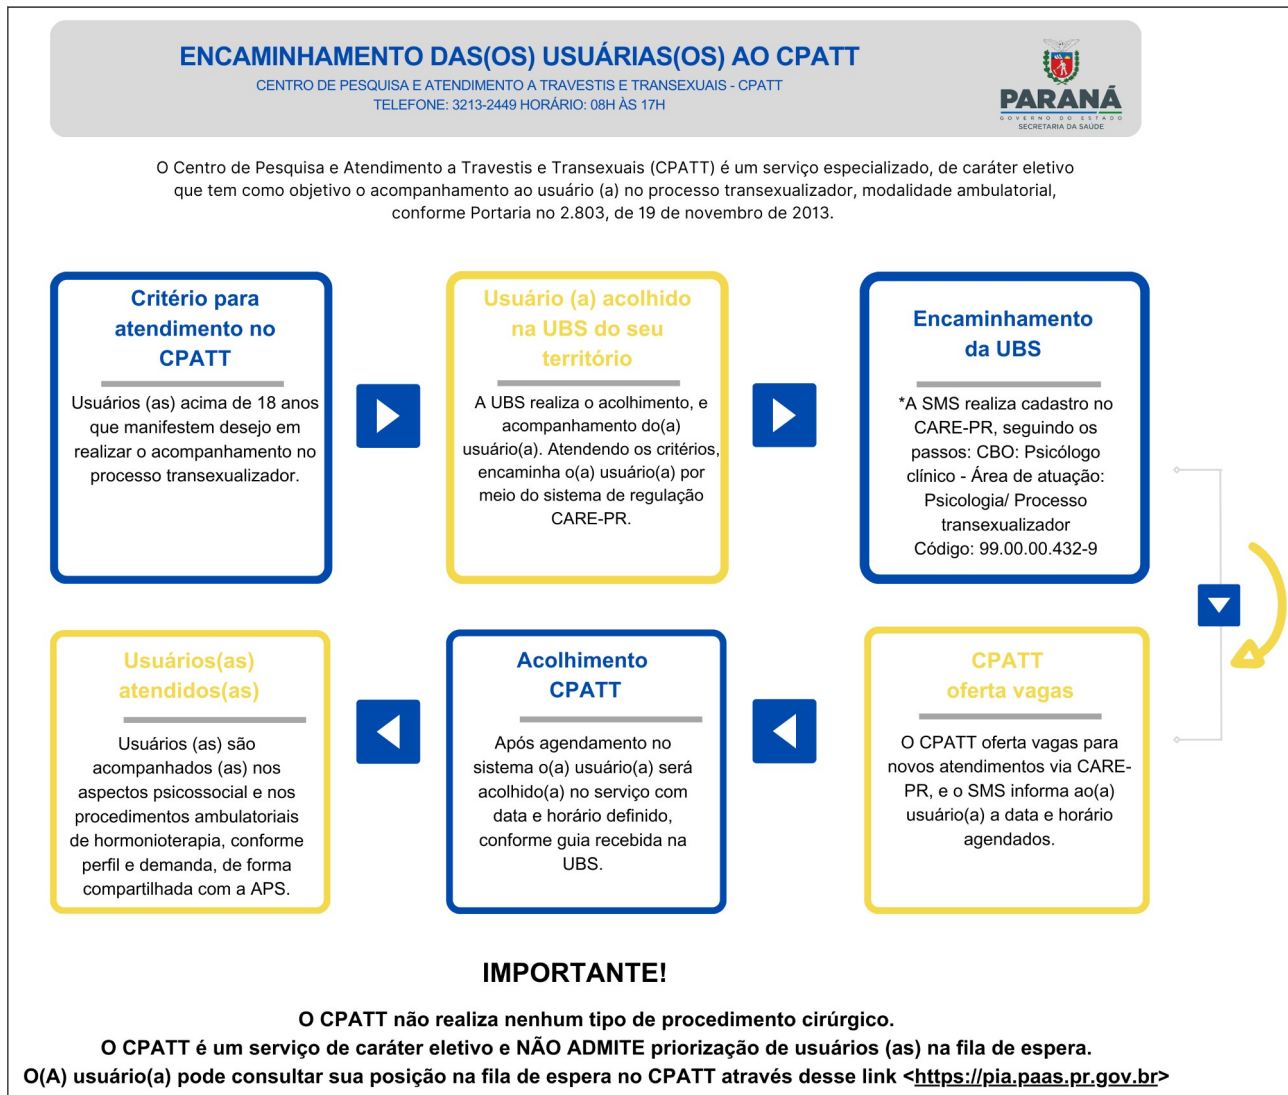 ENCAMINHAMENTO DAS(OS) USUÁRIAS(OS) AO CPATT
CENTRO DE PESQUISA E ATENDIMENTO A TRAVESTIS E TRANSEXUAIS - CPATT
TELEFONE: 3213-2449 HORÁRIO: 08H ÀS 17H
PARANÁ
GOVERNO DO ESTADO
SECRETARIA DA SAÚDE
O Centro de Pesquisa e Atendimento a Travestis e Transexuais (CPATT) é um serviço especializado, de caráter eletivo
que tem como objetivo o acompanhamento ao usuário (a) no processo transexualizador, modalidade ambulatorial,
conforme Portaria no 2.803, de 19 de novembro de 2013.
Critério para
atendimento no
CPATT
Usuários (as) acima de 18 anos
que manifestem desejo em
realizar o acompanhamento no
processo transexualizador.
Usuário (a) acolhido
na UBS do seu
território
A UBS realiza o acolhimento, e
acompanhamento do(a)
usuário(a). Atendendo os critérios,
encaminha o(a) usuário(a) por
meio do sistema de regulação
CARE-PR.
Encaminhamento
da UBS
*A SMS realiza cadastro no
CARE-PR, seguindo os
passos: CBO: Psicólogo
clínico - Área de atuação:
Psicologia/ Processo
transexualizador
Código: 99.00.00.432-9
CPATT
oferta vagas
O CPATT oferta vagas para
novos atendimentos via CARE-
PR, e o SMS informa ao(a)
usuário(a) a data e horário
agendados.
Acolhimento
CPATT
Após agendamento no
sistema o(a) usuário(a) será
acolhido(a) no serviço com
data e horário definido,
conforme guia recebida na
UBS.
Usuários(as)
atendidos(as)
Usuários (as) são
acompanhados (as) nos
aspectos psicossocial e nos
procedimentos ambulatoriais
de hormonioterapia, conforme
perfil e demanda, de forma
compartilhada com a APS.
IMPORTANTE!
O CPATT não realiza nenhum tipo de procedimento cirúrgico.
O CPATT é um serviço de caráter eletivo e NÃO ADMITE priorização de usuários (as) na fila de espera.
O(A) usuário(a) pode consultar sua posição na fila de espera no CPATT através desse link <https://pia.paas.pr.gov.br>